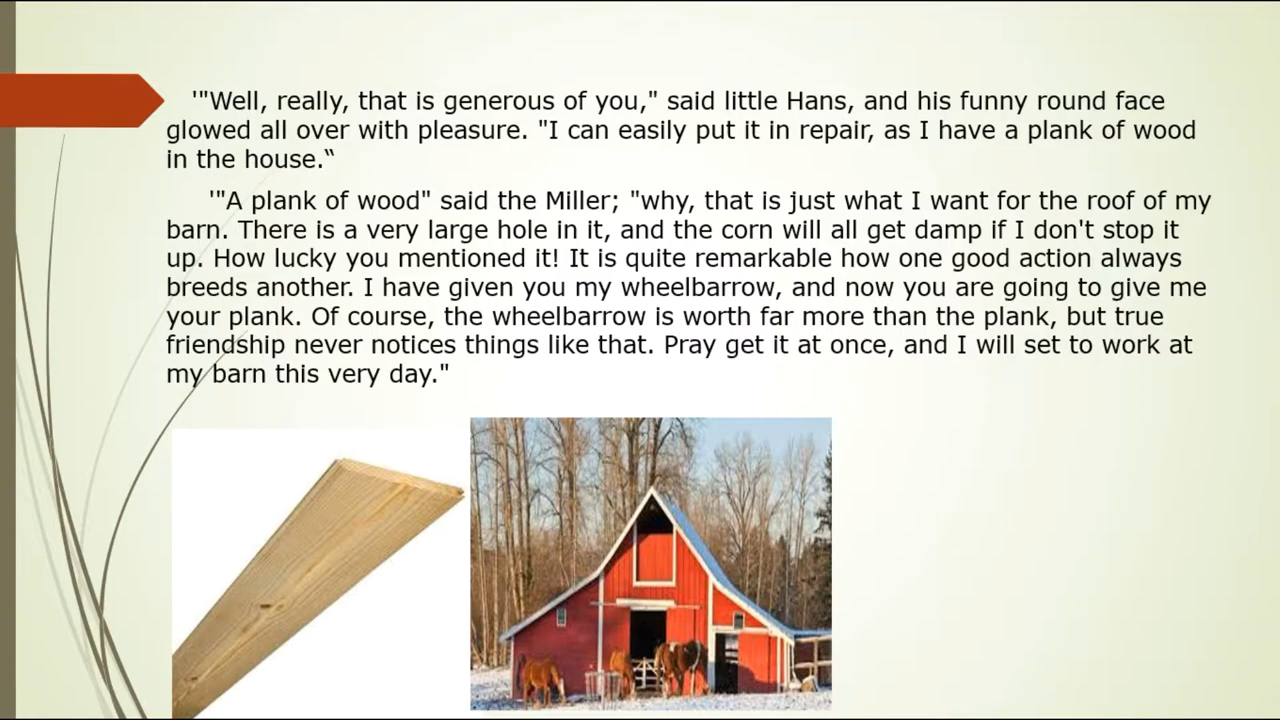 '"Well, really, that is generous of you," said little Hans, and his funny round face
glowed all over with pleasure. "I can easily put it in repair, as I have a plank of wood
in the house.“
'"A plank of wood" said the Miller; "why, that is just what I want for the roof of my
barn. There is a very large hole in it, and the corn will all get damp if I don't stop it
up. How lucky you mentioned it! It is quite remarkable how one good action always
breeds another. I have given you my wheelbarrow, and now you are going to give me
your plank. Of course, the wheelbarrow is worth far more than the plank, but true
friendship never notices things like that. Pray get it at once, and I will set to work at
my barn this very day."